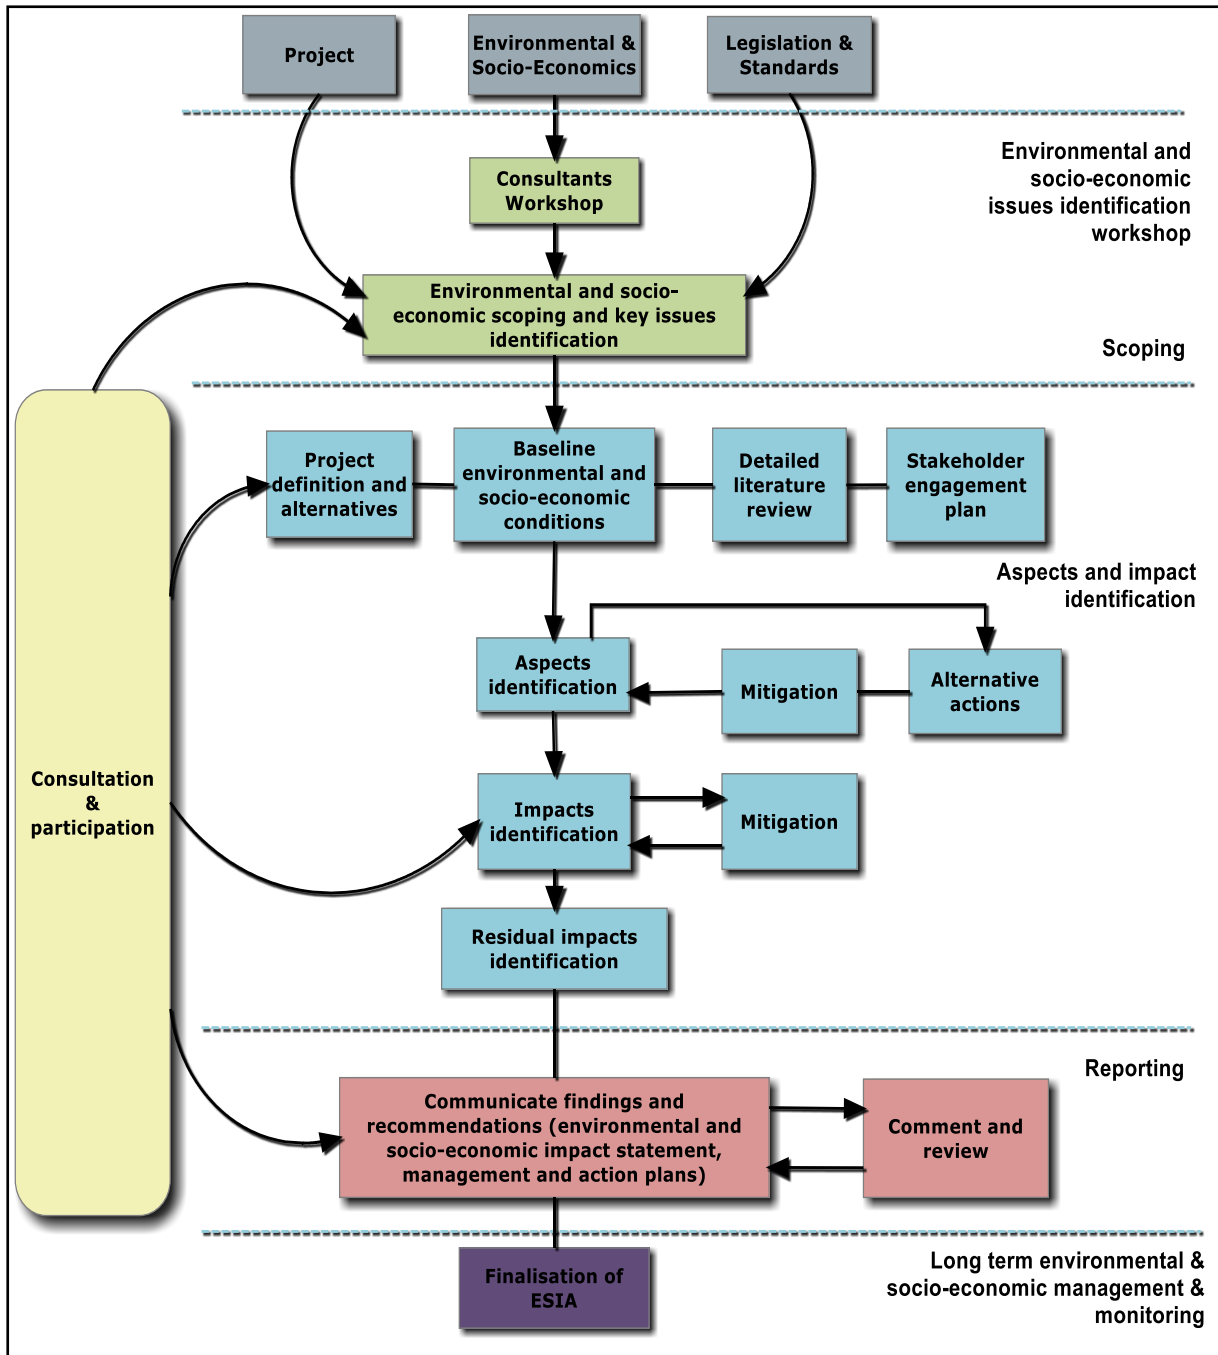 Project
Environmental &
Socio-Economics
Legislation &
Standards
Environmental and
socio-economic
issues identification
workshop
Consultants
Workshop
Environmental and socio-
economic scoping and key issues
identification
Scoping
Project
definition and
alternatives
Baseline
environmental and
socio-economic
conditions
Detailed
literature
review
Stakeholder
engagement
plan
Aspects and impact
identification
Aspects
identification
Mitigation
Alternative
actions
Consultation
&
participation
Impacts
identification
Mitigation
Residual impacts
identification
Reporting
Communicate findings and
recommendations (environmental and
socio-economic impact statement,
management and action plans)
Comment and
review
Finalisation of
ESIA
Long term environmental &
socio-economic management &
monitoring